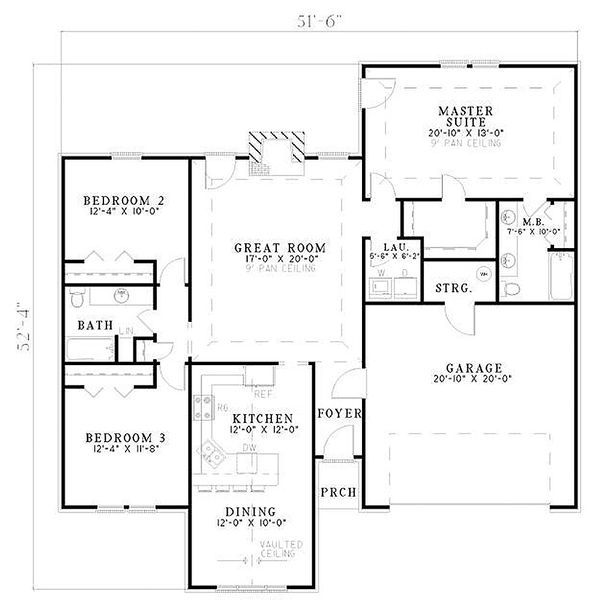 51'-6"
52'-4"
MASTER
SUITE
20'-10" X 13'-0"
9' PAN CEILING
BEDROOM 2
12'-4" X 10'-0"
GREAT ROOM
17'-0" X 20'-0"
9' PAN CEILING
LAU.
5'-6" X 6'-2"
W
D
M.B.
7'-6" X 10'-0"
STRG.
WH
BATH
LIN.
GARAGE
20'-10" X 20'-0"
REF.
RG
KITCHEN
12'-0" X 12'-0"
DW
FOYER
BEDROOM 3
12'-4" X 11'-8"
PRCH
DINING
12'-0" X 10'-0"
VAULTED
CEILING